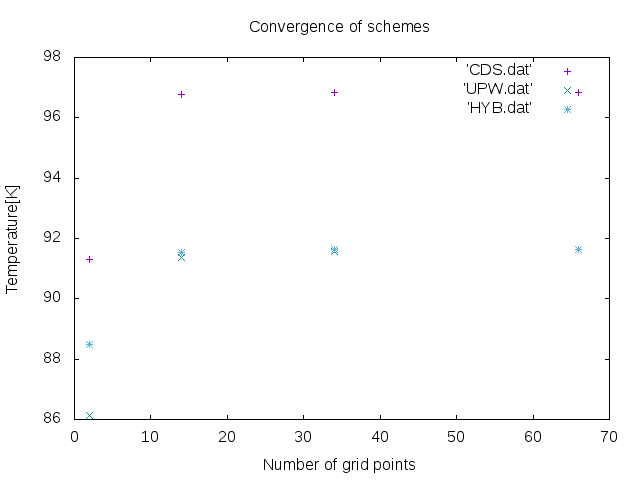 Convergence of schemes
98
96
94
92
90
88
86
Temperature[K]
'CDS.dat'
'UPW.dat'
'HYB.dat'
0 10 20 30 40 50 60 70
Number of grid points